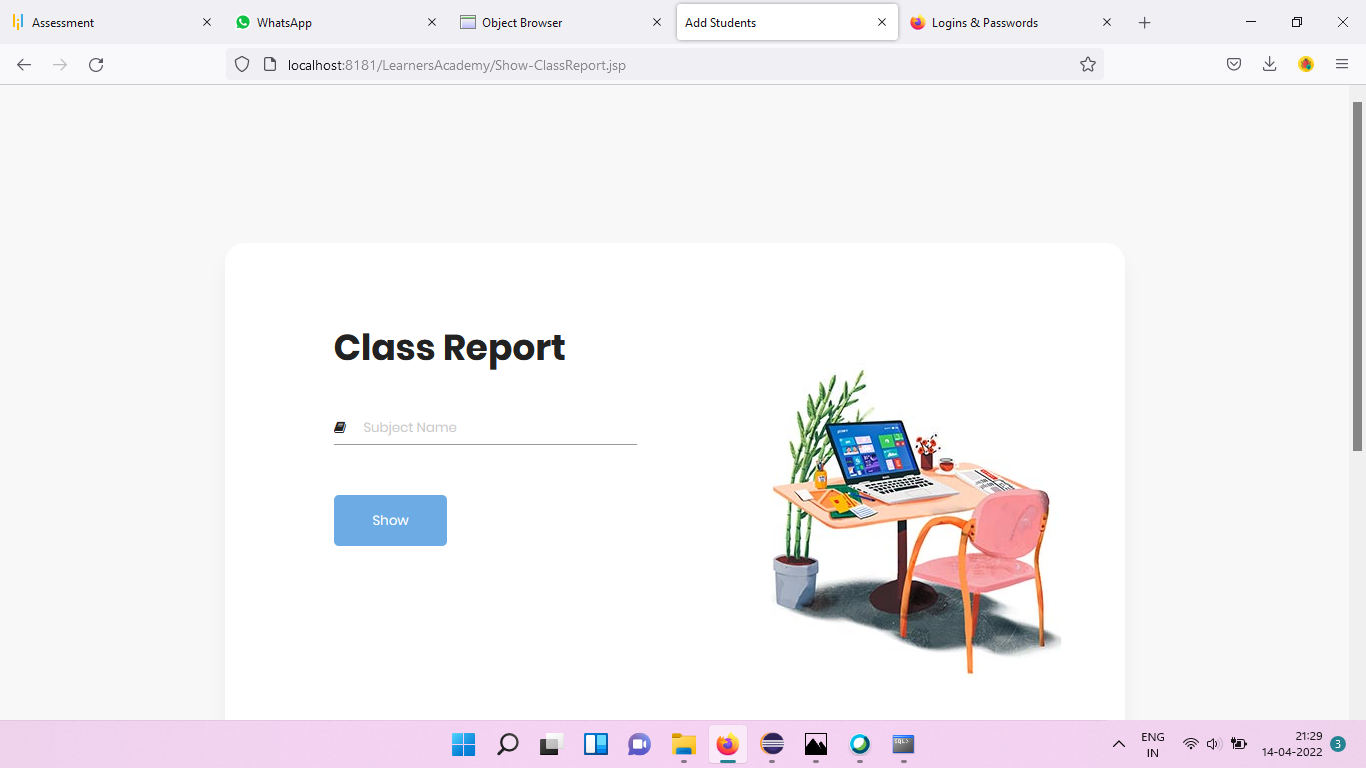 Assessment
WhatsApp
Object Browser
Add Students
Logins & Passwords
localhost:8181/LearnersAcademy/Show-ClassReport.jsp
Class Report
Subject Name
Show
ENG
IN
21:29
14-04-2022
3